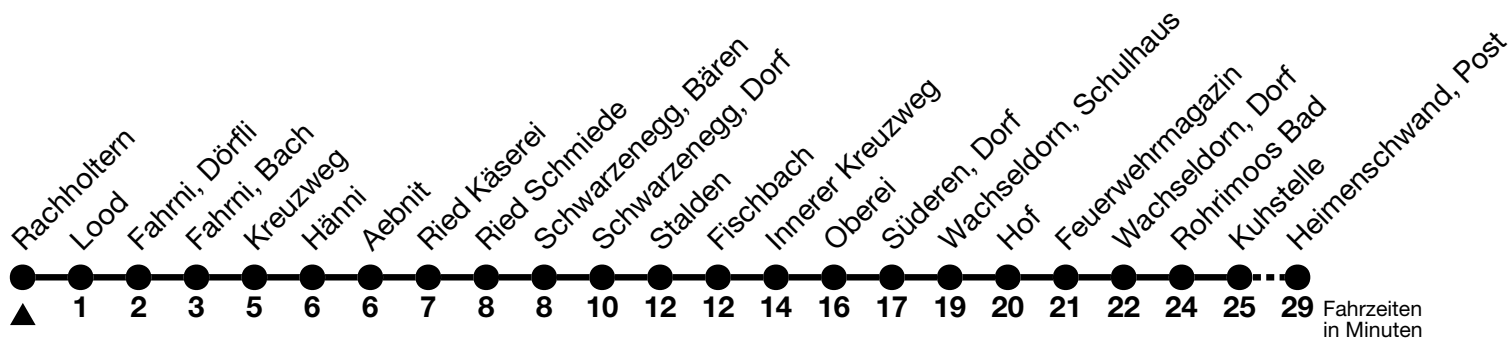 Rachholtern
Lood
Fahrni, Dörfli
Fahrni, Bach
Kreuzweg
Hänni
Aebnit
Ried Käserei
Ried Schmiede
Schwarzenegg, Bären
Schwarzenegg, Dorf
Stalden
Fischbach
Innerer Kreuzweg
Oberei
Süderen, Dorf
Wachseldorn, Schulhaus
Hof
Feuerwehrmagazin
Wachseldorn, Dorf
Rohrimoos Bad
Kuhstelle
Heimenschwand, Post
1 2 3 5 6 6 7 8 8 10 12 12 14 16 17 19 20 21 22 24 25 29
Fahrzeiten
in Minuten